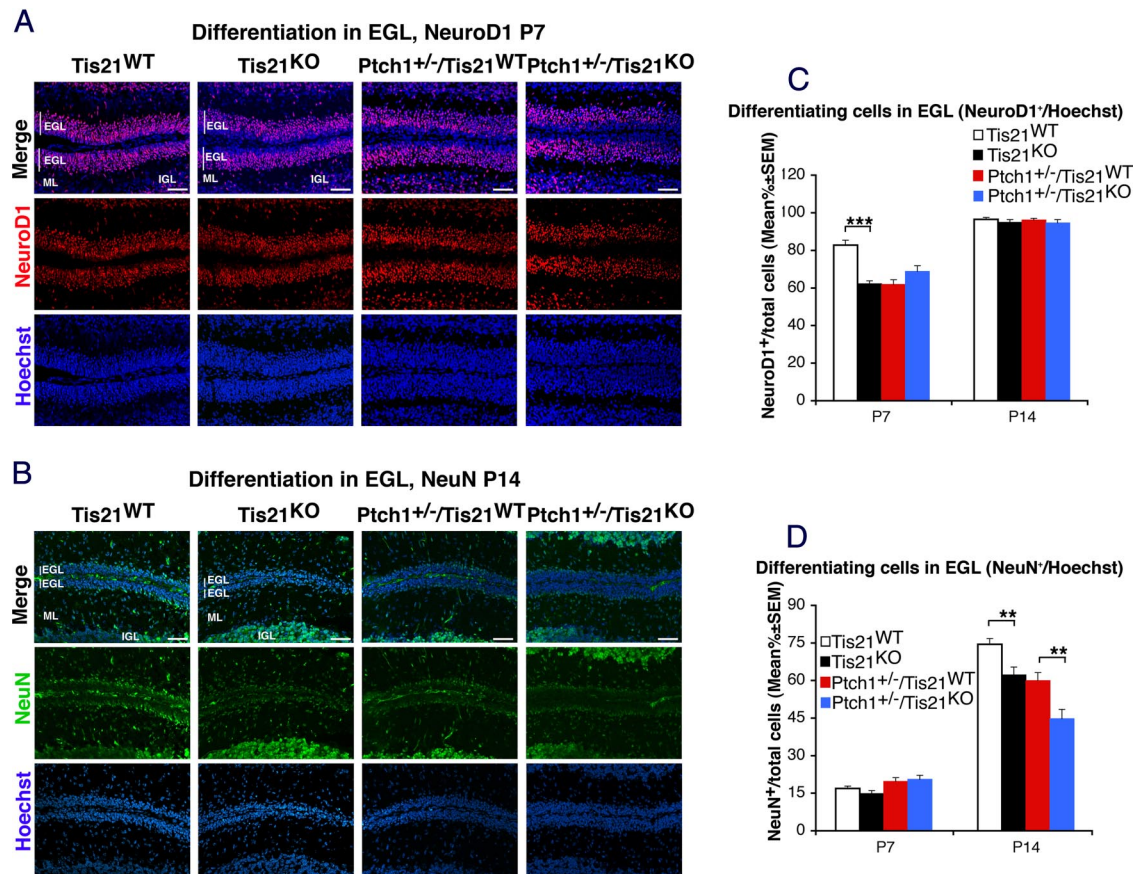 A
Differentiation in EGL, NeuroD1 P7
Tis21WT
Tis21KO
Ptch1+/-/Tis21WT
Ptch1+/-/Tis21KO
Merge
EGL
EGL
ML
IGL
EGL
EGL
ML
IGL
NeuroD1
Hoechst
B
Differentiation in EGL, NeuN P14
Tis21WT
Tis21KO
Ptch1+/-/Tis21WT
Ptch1+/-/Tis21KO
Merge
EGL
EGL
ML
IGL
EGL
EGL
ML
IGL
NeuN
Hoechst
C
Differentiating cells in EGL (NeuroD1+/Hoechst)
Tis21WT
Tis21KO
Ptch1+/-/Tis21WT
Ptch1+/-/Tis21KO
NeuroD1+/total cells (Mean%±SEM)
120
100
80
60
40
20
0
***
P7
P14
D
Differentiating cells in EGL (NeuN+/Hoechst)
Tis21WT
Tis21KO
Ptch1+/-/Tis21WT
Ptch1+/-/Tis21KO
NeuN+/total cells (Mean%±SEM)
90
75
60
45
30
15
0
**
**
P7
P14